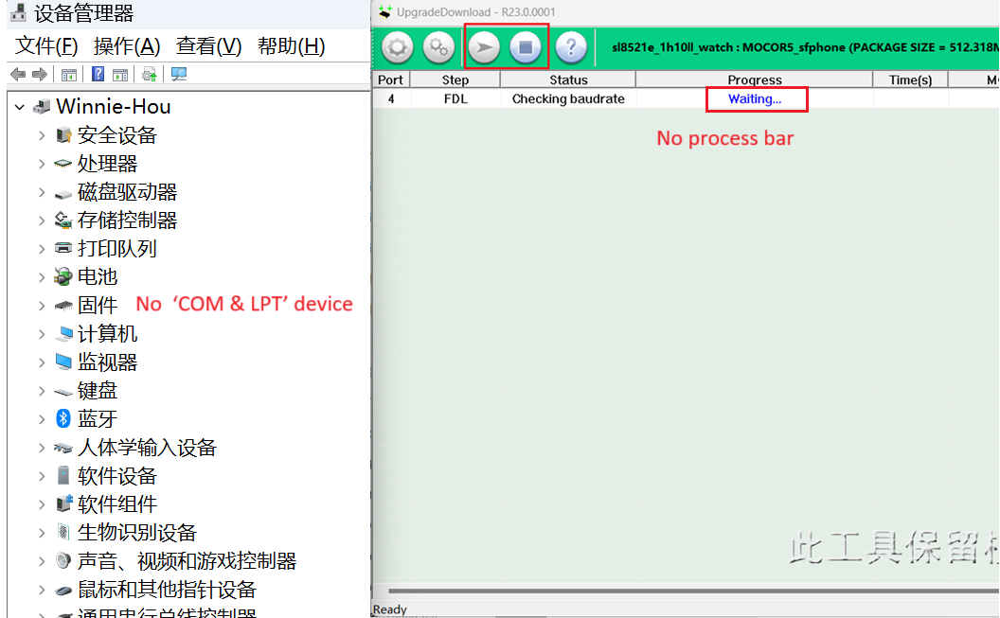 设备管理器
文件(F) 操作(A) 查看(V) 帮助(H)
Winnie-Hou
安全设备
处理器
磁盘驱动器
存储控制器
打印队列
电池
固件
No ‘COM & LPT’ device
计算机
监视器
键盘
蓝牙
人体学输入设备
软件设备
软件组件
生物识别设备
声音、视频和游戏控制器
鼠标和其他指针设备
通用串行总线控制器
UpgradeDownload - R23.0.0001
sl8521e_1h10ll_watch : MOCOR5_sfphone (PACKAGE SIZE = 512.318M
Port Step Status Progress Time(s)
4 FDL Checking baudrate Waiting...
No process bar
此工具保留
Ready